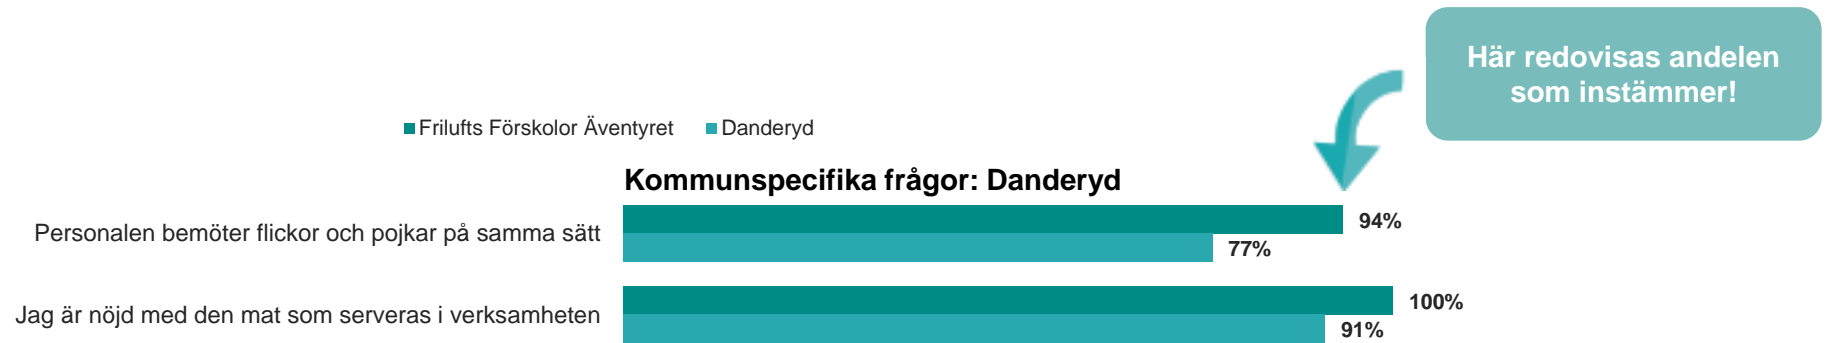 Här redovisas andelen
som instämmer!
Frilufts Förskolor Äventyret
Danderyd
Kommunspecifika frågor: Danderyd
Personalen bemöter flickor och pojkar på samma sätt
94%
77%
Jag är nöjd med den mat som serveras i verksamheten
100%
91%